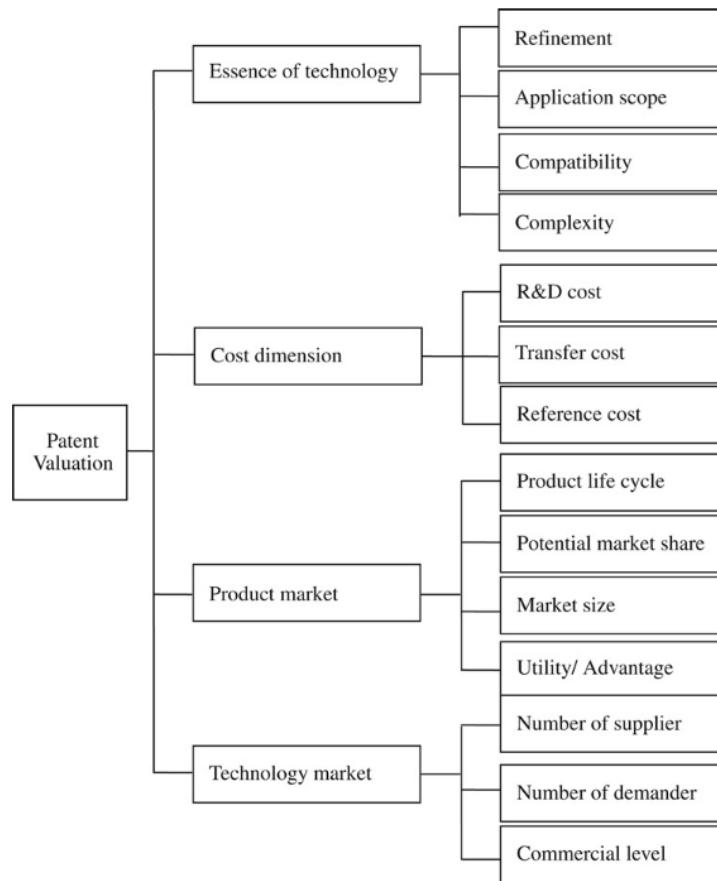 Refinement
Essence of technology
Application scope
Compatibility
Complexity
R&D cost
Cost dimension
Transfer cost
Reference cost
Patent
Valuation
Product life cycle
Potential market share
Product market
Market size
Utility/ Advantage
Number of supplier
Technology market
Number of demander
Commercial level